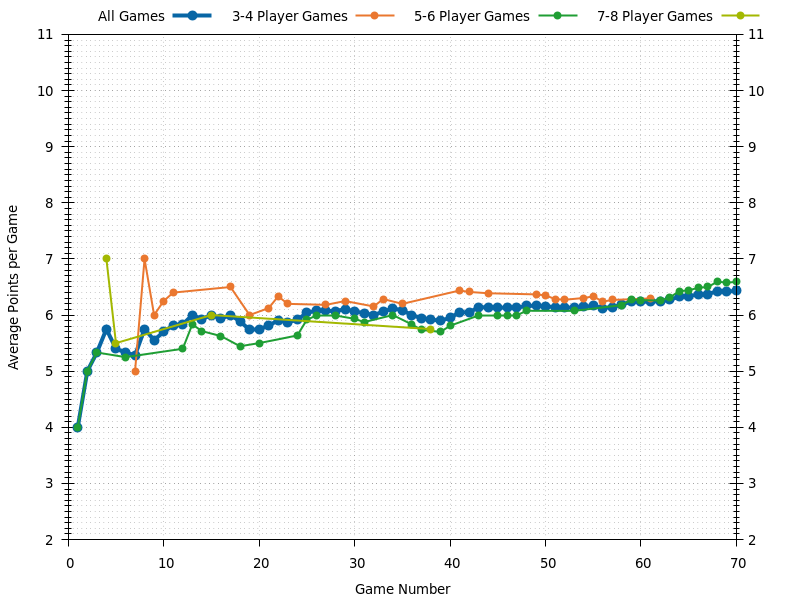 All Games 3-4 Player Games 5-6 Player Games 7-8 Player Games
11 11
10 10
9 9
8 8
7 7
6 6
5 5
4 4
3 3
2 2
Average Points per Game
0 10 20 30 40 50 60 70
Game Number